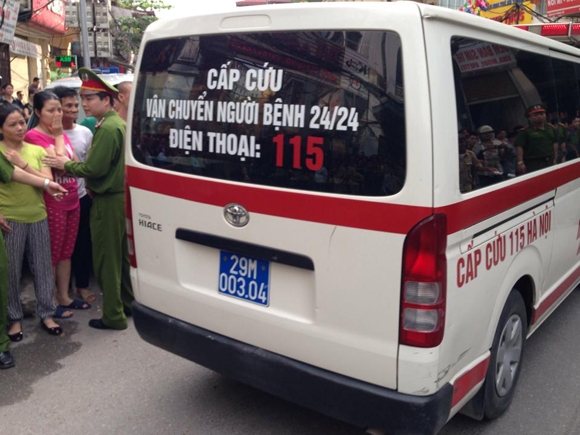 CẤP CỨU
VẬN CHUYỂN NGƯỜI BỆNH 24/24
ĐIỆN THOẠI: 115
TOYOTA
HIACE
29M
003.04
CẤP CỨU 115 HÀ NỘI